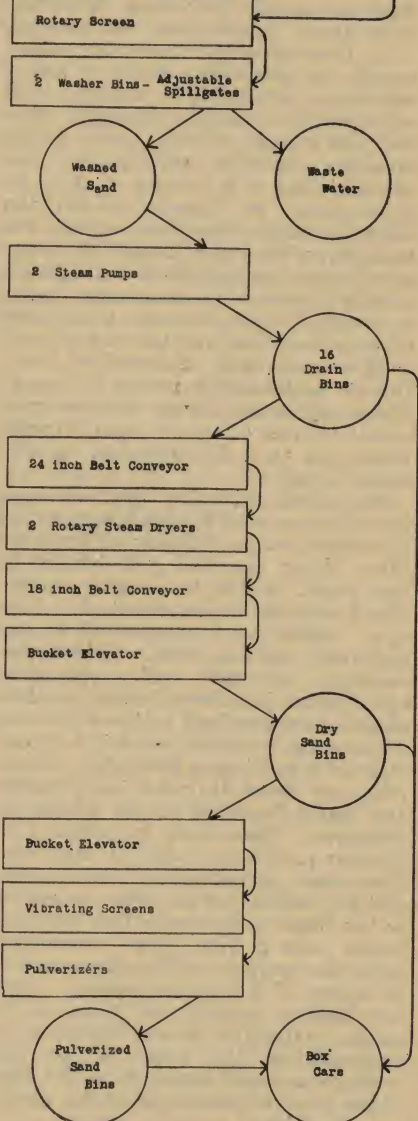 Rotary Screen
2 Washer Bins - Adjustable
Spillgates
Washed
Sand
Waste
Water
2 Steam Pumps
16
Drain
Bins
24 inch Belt Conveyor
2 Rotary Steam Dryers
18 inch Belt Conveyor
Bucket Elevator
Dry
Sand
Bins
Bucket Elevator
Vibrating Screens
Pulverizérs
Pulverized
Sand
Bins
Box
Cars